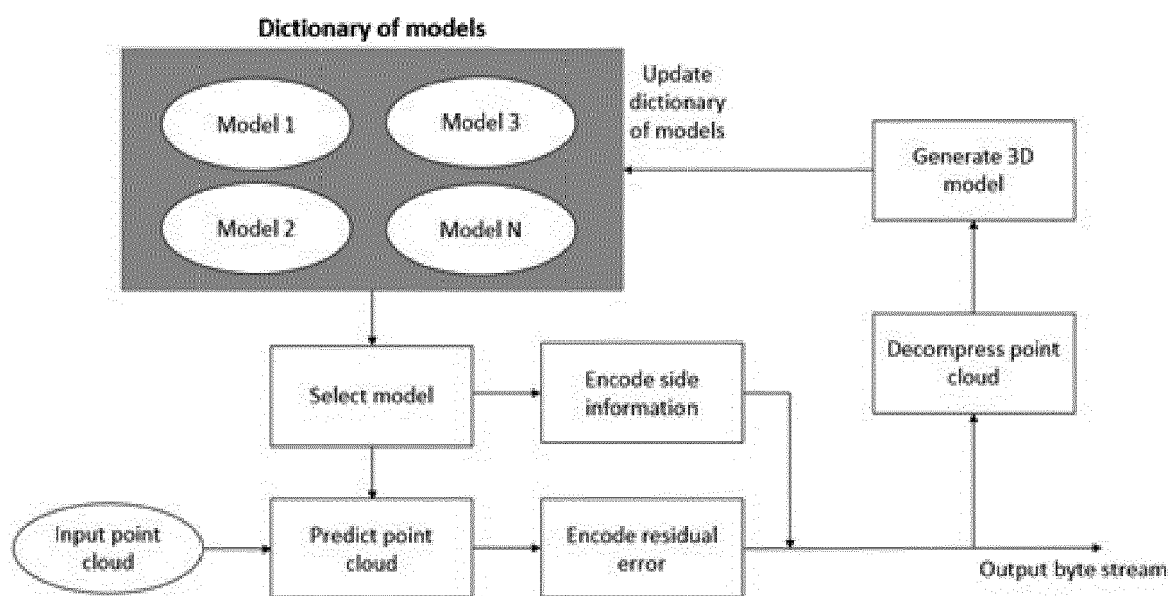 Dictionary of models
Model 1
Model 3
Model 2
Model N
Update
dictionary
of models
Generate 3D
model
Decompress point
cloud
Select model
Encode side
information
Input point
cloud
Predict point
cloud
Encode residual
error
Output byte stream